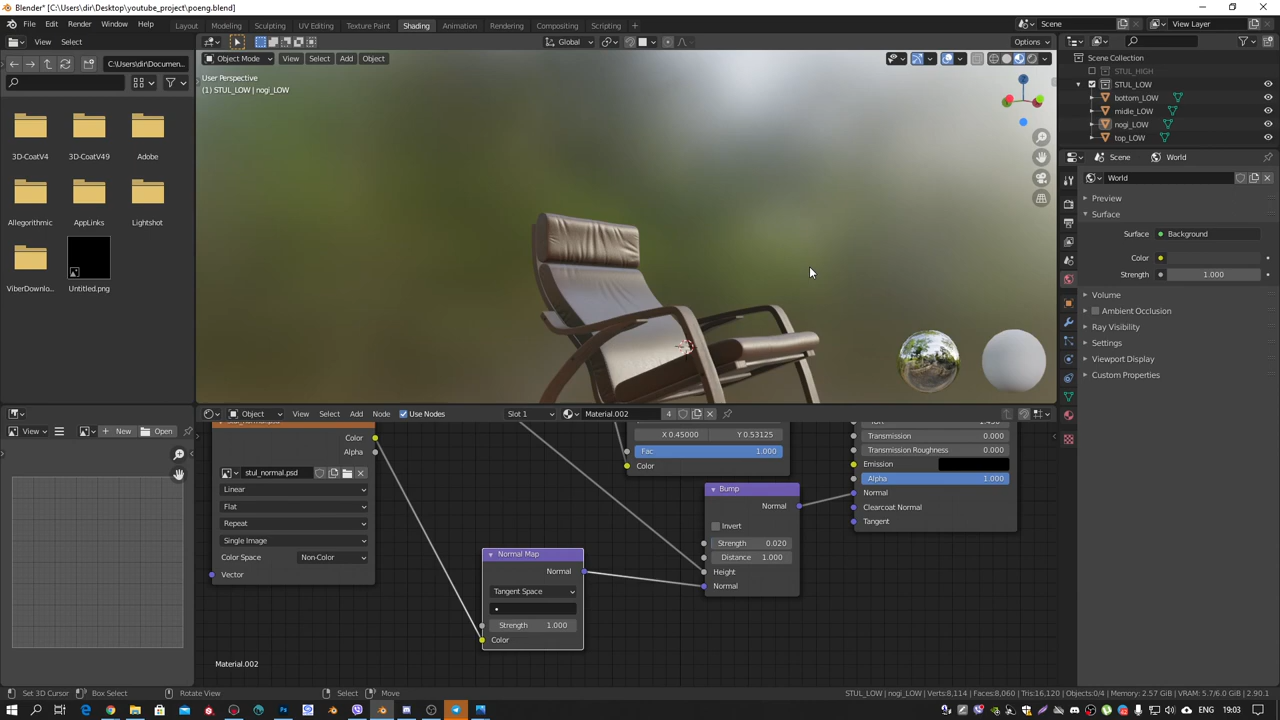 Blender* [C:\Users\dir\Desktop\youtube_project\poeng.blend]
File Edit Render Window Help Layout Modeling Sculpting UV Editing Texture Paint Shading Animation Rendering Compositing Scripting Scene View Layer
View Select Global Options
C:\Users\dir\Documen... Object Mode View Select Add Object
User Perspective
(1) STUL_LOW | nogi_LOW
Scene Collection
STUL_HIGH
STUL_LOW
bottom_LOW
midle_LOW
nogi_LOW
top_LOW
3D-CoatV4 3D-CoatV49 Adobe
Allegorithmic AppLinks Lightshot
ViberDownlo... Untitled.png
Scene World
World
Preview
Surface
Surface Background
Color
Strength 1.000
Volume
Ambient Occlusion
Ray Visibility
Settings
Viewport Display
Custom Properties
Object View Select Add Node Use Nodes Slot 1 Material.002 4
View New Open
Color
Alpha
stul_normal.psd
Linear
Flat
Repeat
Single Image
Color Space Non-Color
Vector
Normal Map
Normal
Tangent Space
Strength 1.000
Color
X 0.45000 Y 0.53125
Fac 1.000
Color
Bump
Normal
Invert
Strength 0.020
Distance 1.000
Height
Normal
Transmission 0.000
Transmission Roughness 0.000
Emission
Alpha 1.000
Normal
Clearcoat Normal
Tangent
Material.002
Set 3D Cursor Box Select Rotate View Select Move STUL_LOW | nogi_LOW | Verts:8,114 | Faces:8,060 | Tris:16,120 | Objects:0/4 | Memory: 2.57 GiB | VRAM: 5.7/6.0 GiB | 2.90.1
ENG 19:03